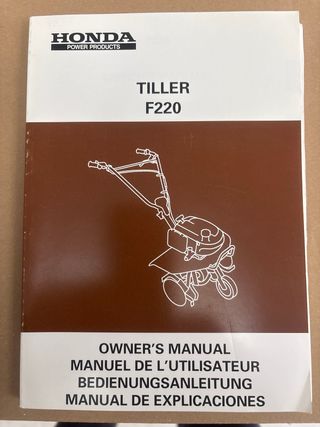 HONDA
POWER PRODUCTS
TILLER
F220
OWNER'S MANUAL
MANUEL DE L'UTILISATEUR
BEDIENUNGSANLEITUNG
MANUAL DE EXPLICACIONES